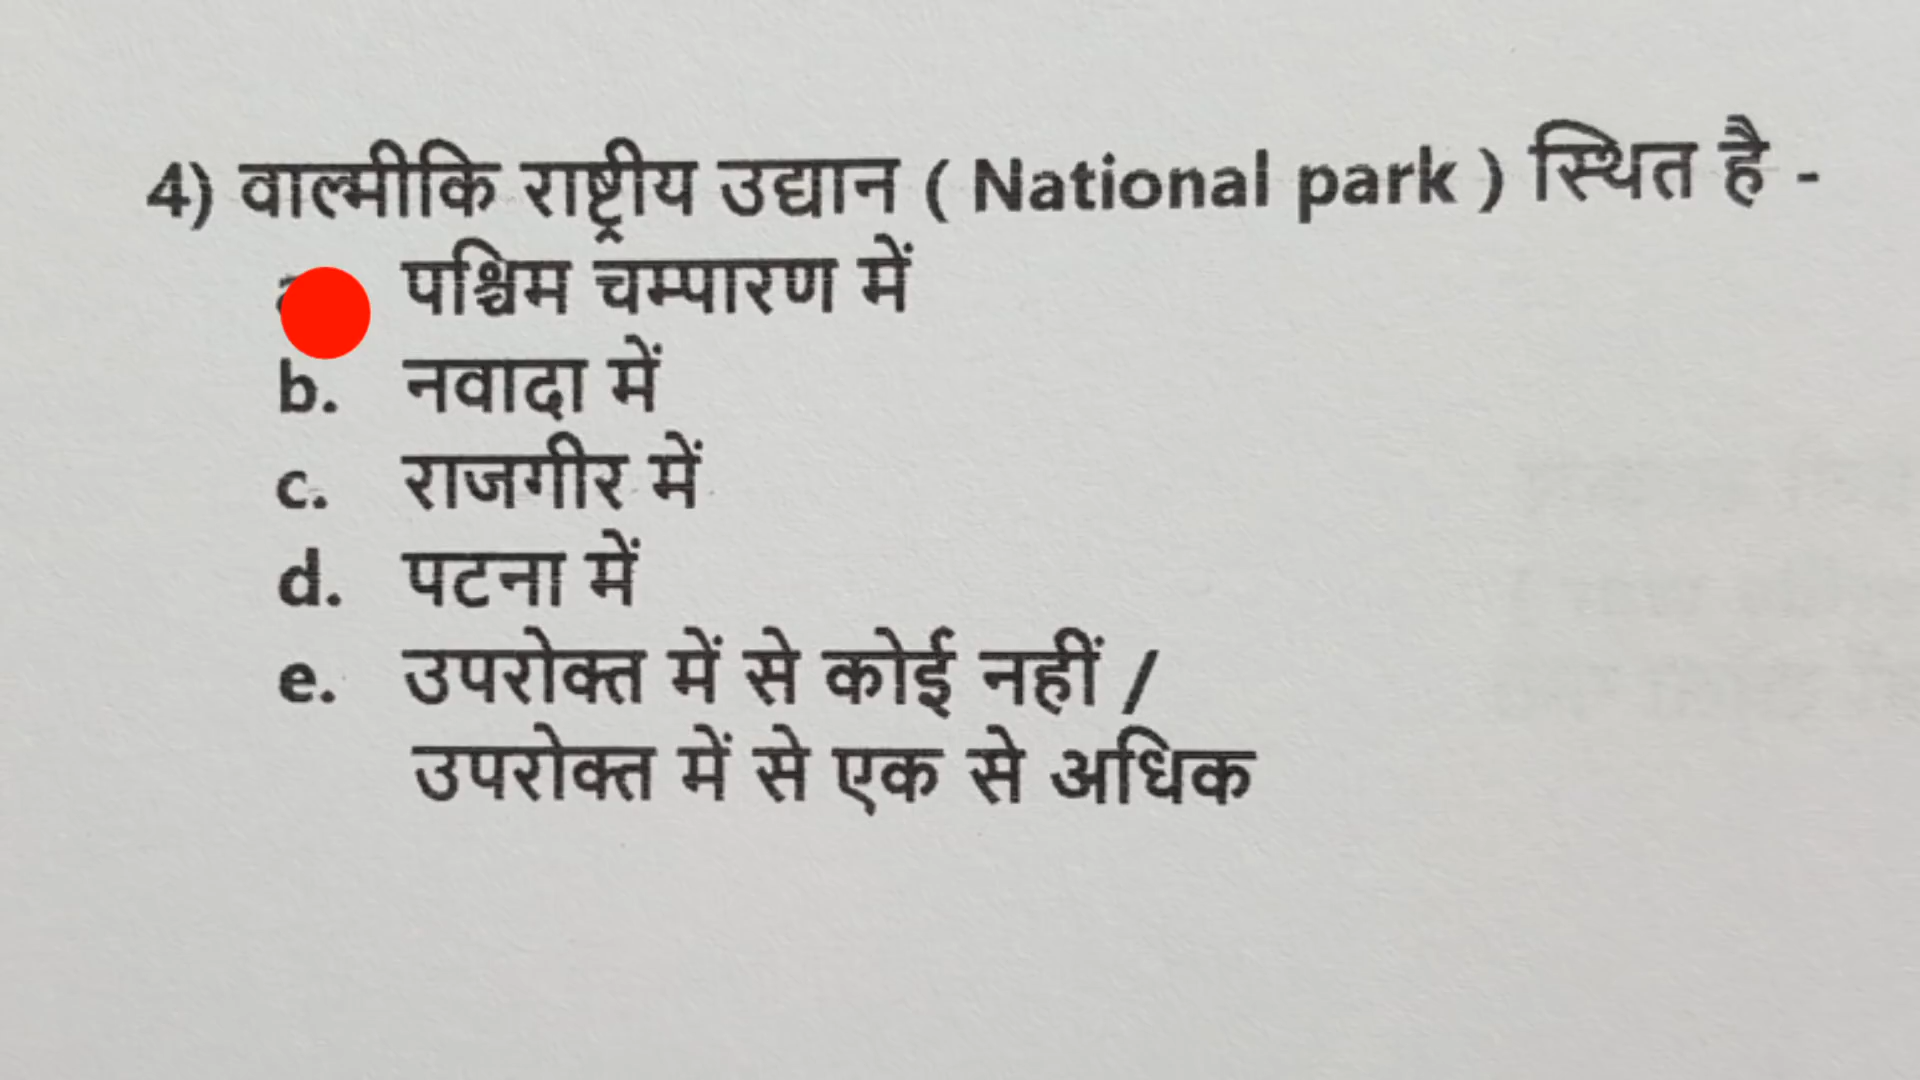 4) वाल्मीकि राष्ट्रीय उद्यान ( National park ) स्थित है -
पश्चिम चम्पारण में
b. नवादा में
c. राजगीर में
d. पटना में
e. उपरोक्त में से कोई नहीं /
उपरोक्त में से एक से अधिक